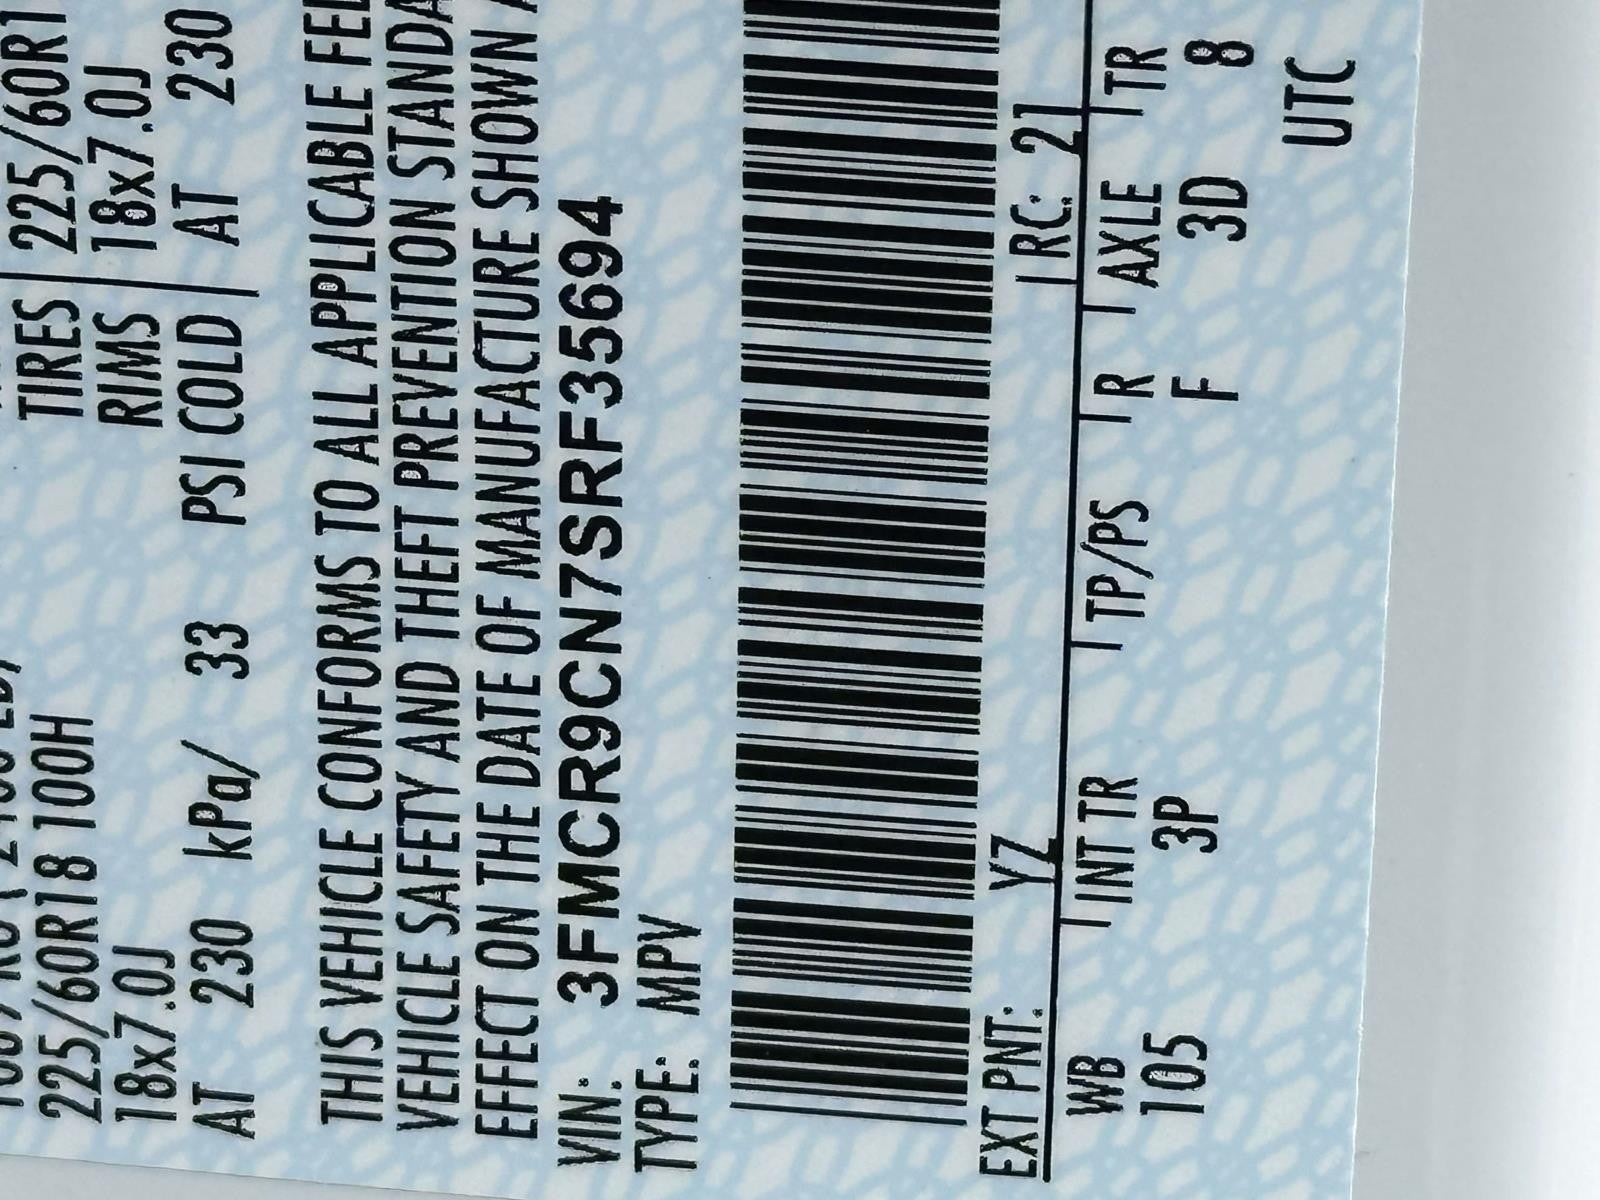 225/60R18 100H TIRES 225/60R1
18x7.0J RIMS 18x7.0J
AT 230 kPa/ 33 PSI COLD AT 230
THIS VEHICLE CONFORMS TO ALL APPLICABLE
VEHICLE SAFETY AND THEFT PREVENTION STANDA
EFFECT ON THE DATE OF MANUFACTURE SHOWN
VIN: 3FMCR9CN7SRF35694
TYPE: MPV
EXT PNT: YZ RC: 21
WB INT TR TP/PS R AXLE TR
105 3P F 3D 8
UTC